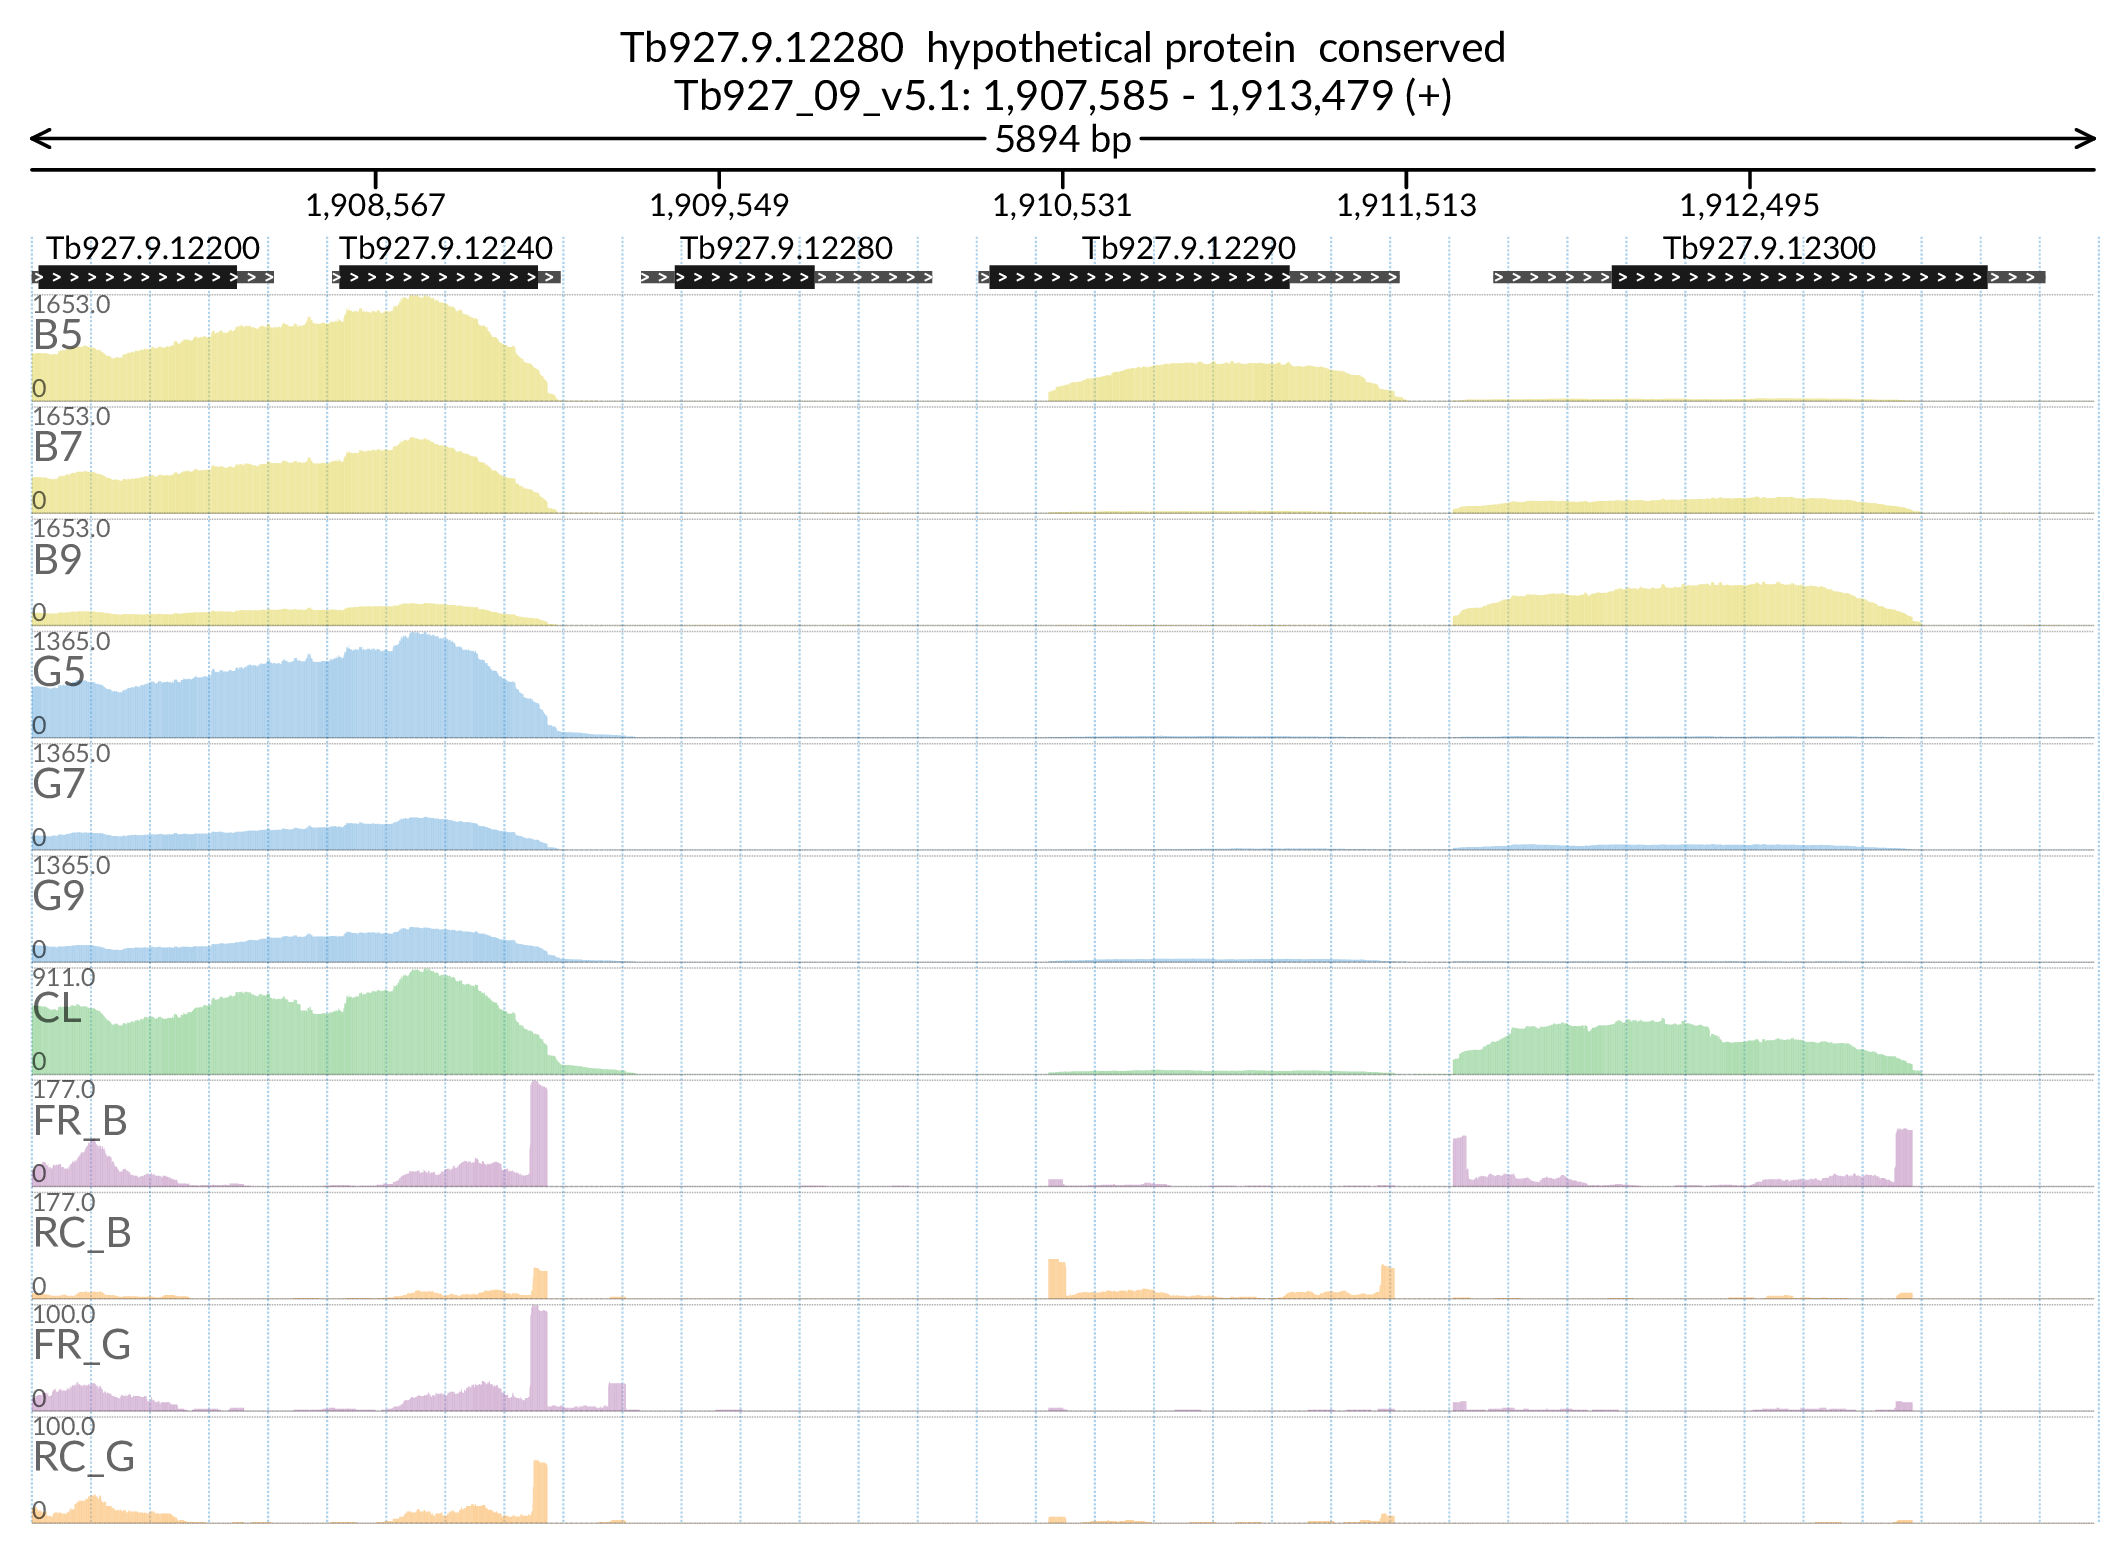 Tb927.9.12280 hypothetical protein conserved
Tb927_09_v5.1: 1,907,585 - 1,913,479 (+)
5894 bp
1,908,567 1,909,549 1,910,531 1,911,513 1,912,495
Tb927.9.12200 Tb927.9.12240 Tb927.9.12280 Tb927.9.12290 Tb927.9.12300
1653.0
B5
0
1653.0
B7
0
1653.0
B9
0
1365.0
G5
0
1365.0
G7
0
1365.0
G9
0
911.0
CL
0
177.0
FR_B
0
177.0
RC_B
0
100.0
FR_G
0
100.0
RC_G
0